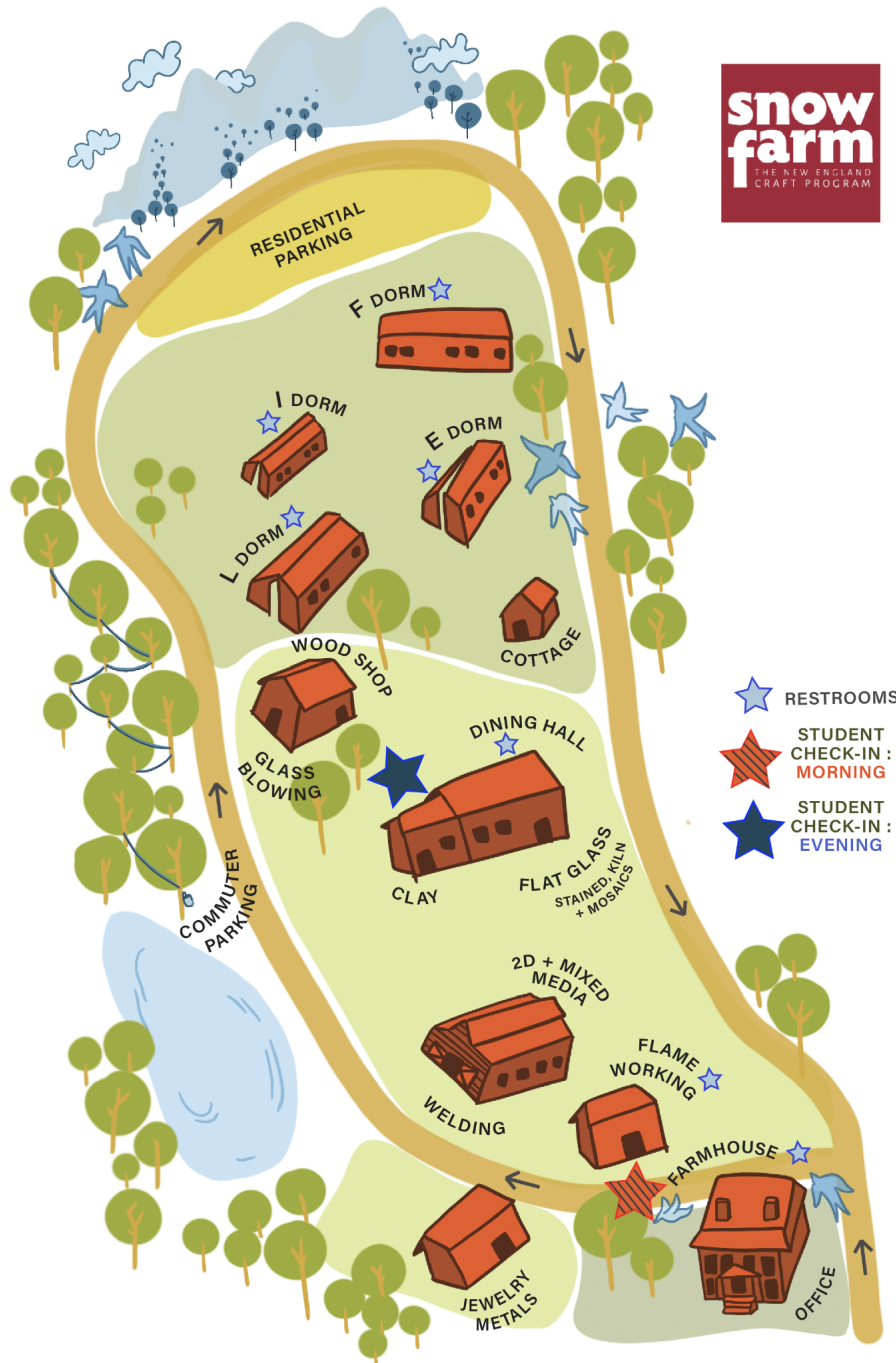 snow
farm
THE NEW ENGLAND
CRAFT PROGRAM
RESIDENTIAL
PARKING
F DORM
I DORM
E DORM
L DORM
COTTAGE
WOOD SHOP
GLASS
BLOWING
DINING HALL
RESTROOMS
STUDENT
CHECK-IN :
MORNING
STUDENT
CHECK-IN :
EVENING
CLAY
FLAT GLASS
STAINED, KILN
+ MOSAICS
COMMUTER
PARKING
2D + MIXED
MEDIA
FLAME
WORKING
WELDING
FARMHOUSE
JEWELRY
METALS
OFFICE